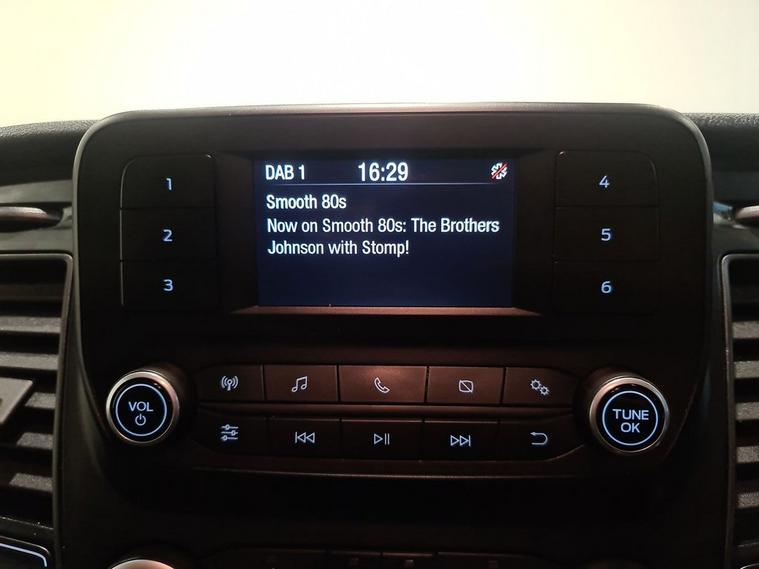 DAB 1 16:29
Smooth 80s
Now on Smooth 80s: The Brothers
Johnson with Stomp!
1
2
3
4
5
6
VOL
TUNE
OK